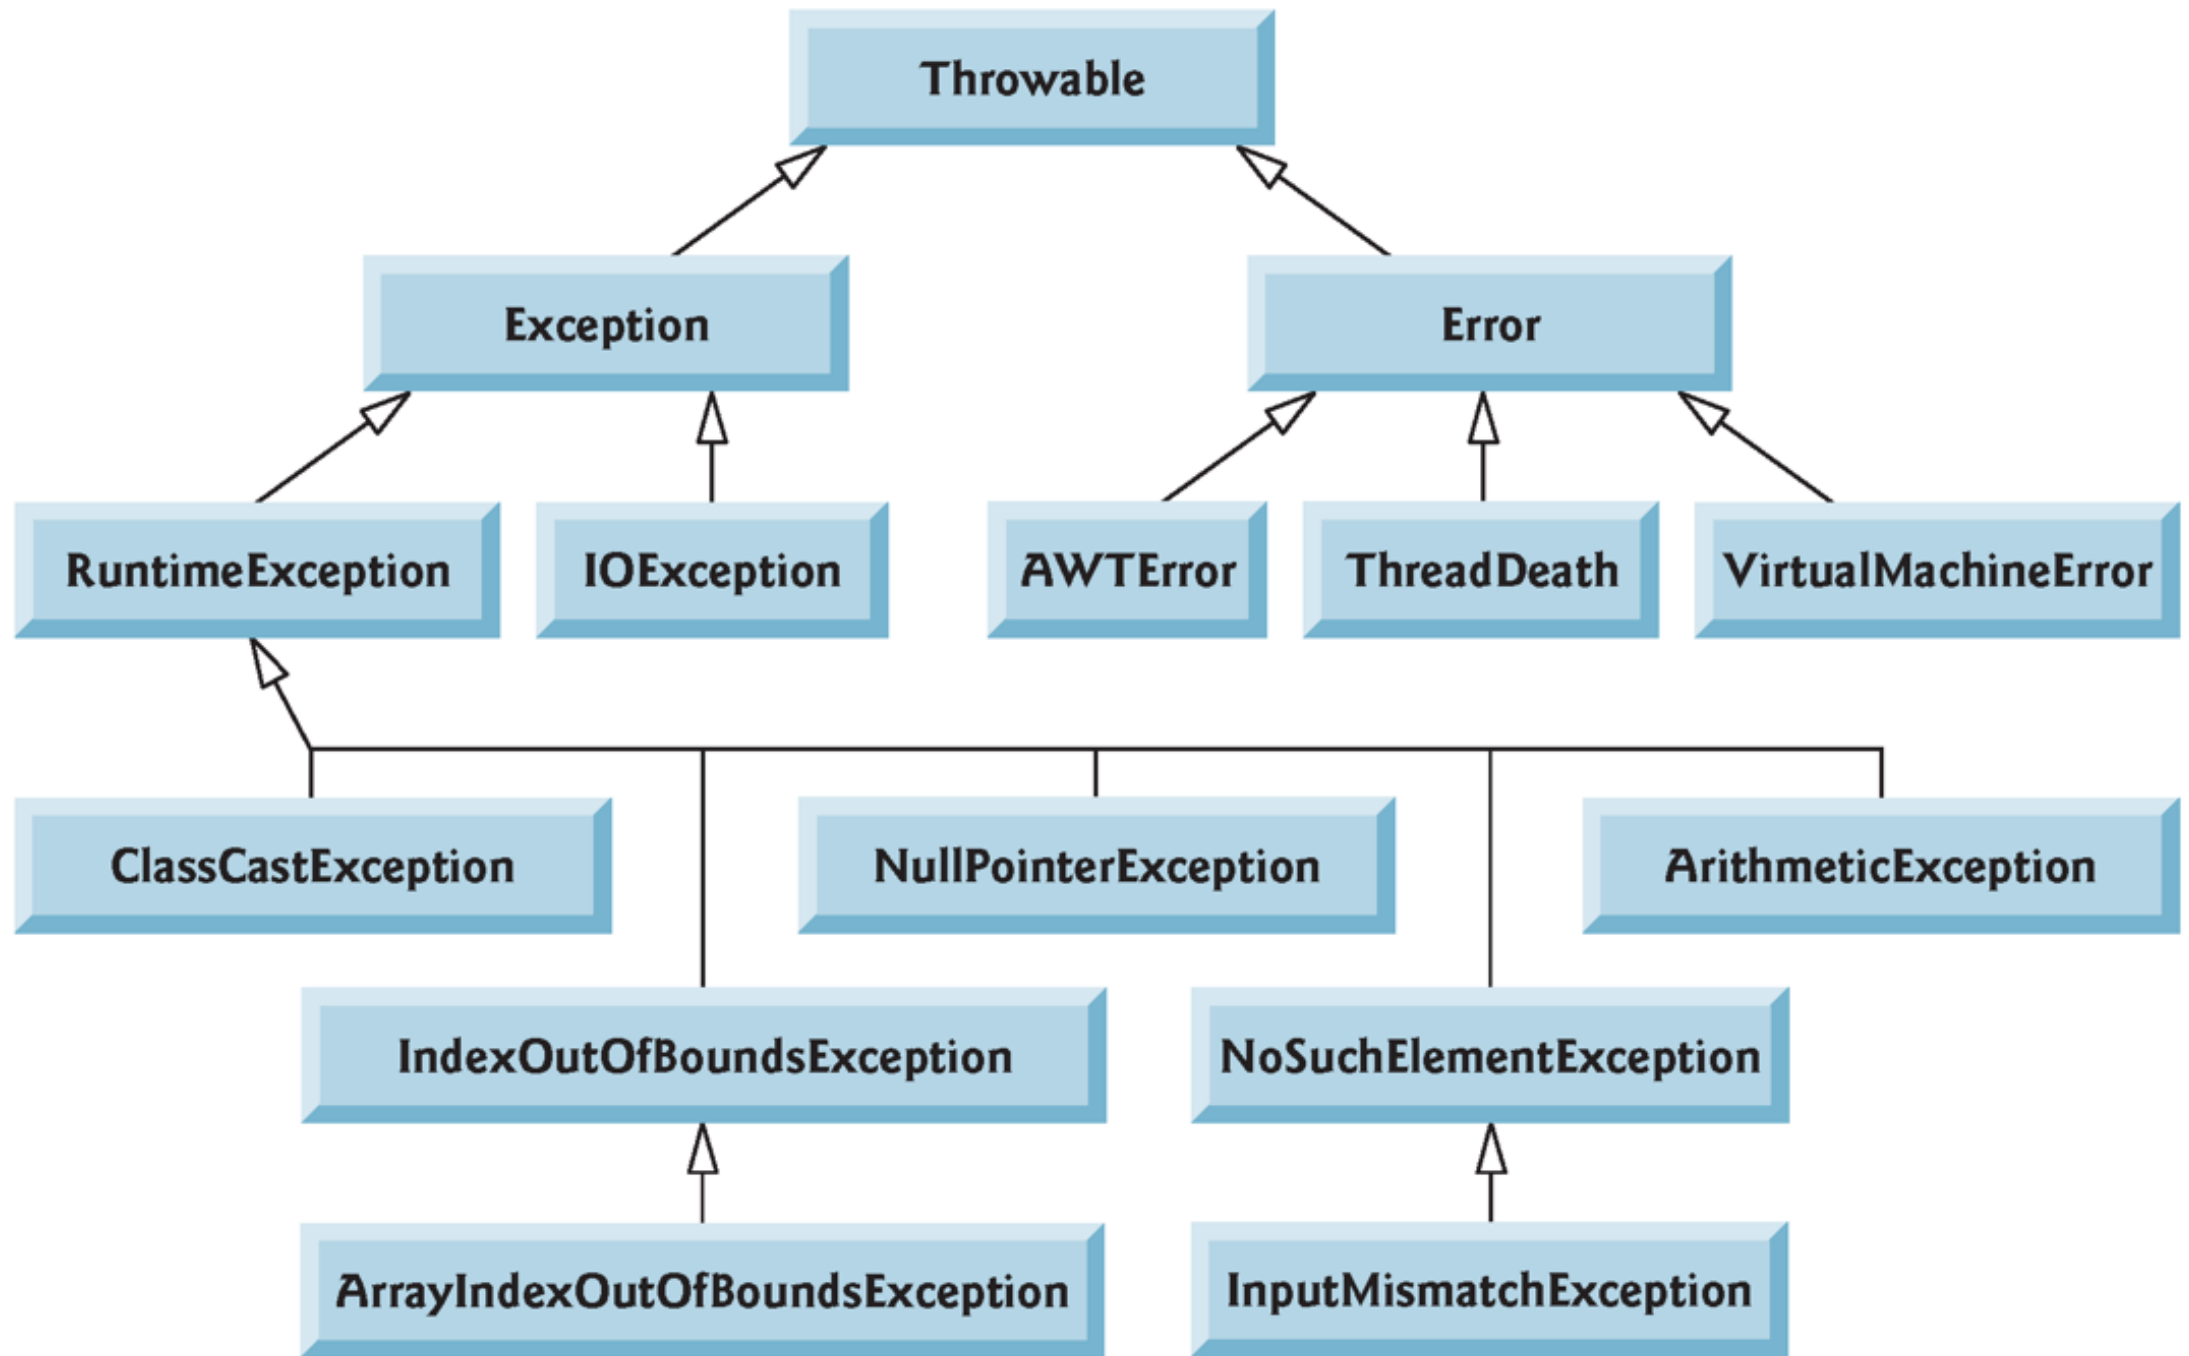 Throwable
Exception
Error
RuntimeException
IOException
AWTError
ThreadDeath
VirtualMachineError
ClassCastException
NullPointerException
ArithmeticException
IndexOutOfBoundsException
NoSuchElementException
ArrayIndexOutOfBoundsException
InputMismatchException